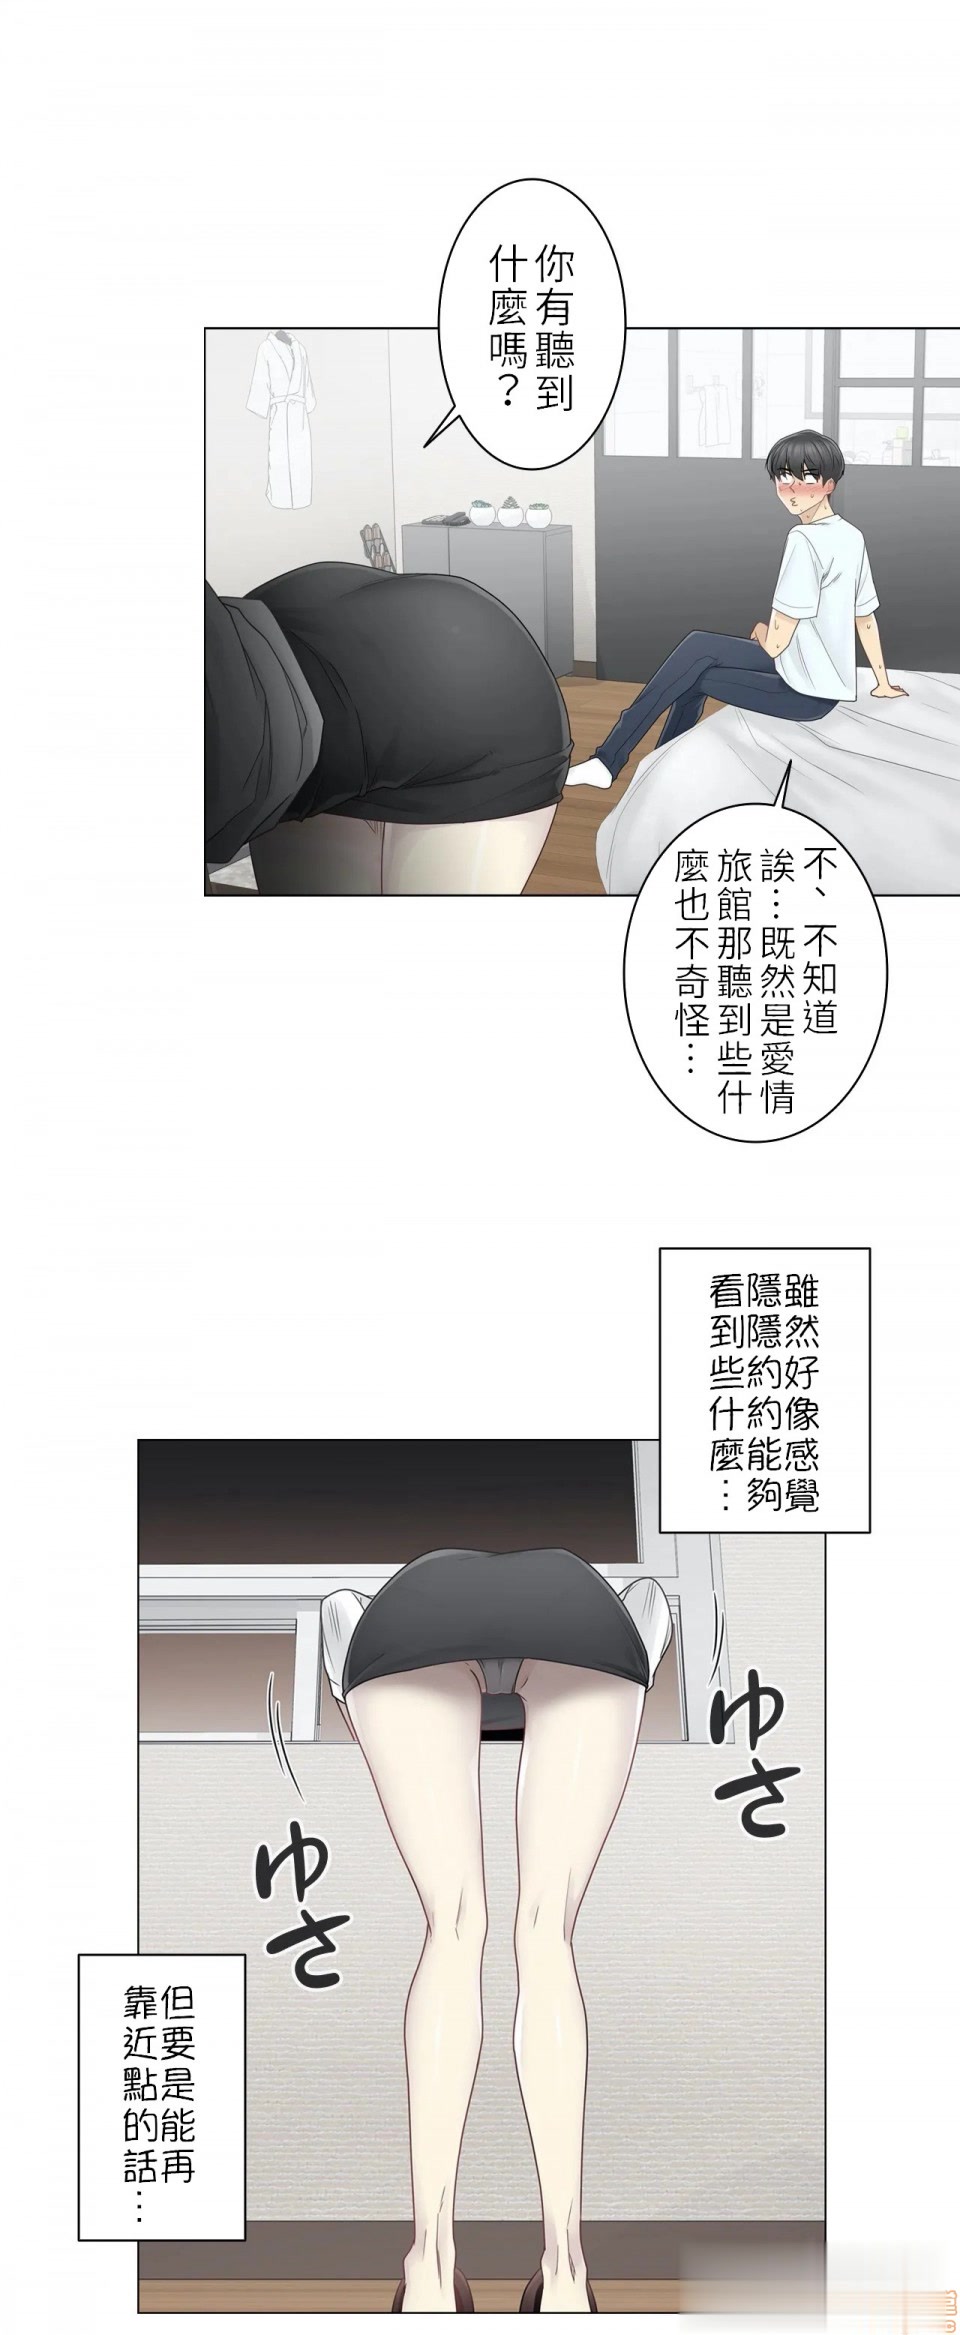 你有聽到
什麼嗎？
不、不知道
誒…既然是愛情
旅館那聽到些什
麼也不奇怪…
雖然好像感覺
隱隱約約能夠
看到些什麼…
ゆさ
ゆさ
但要是能再
靠近點的話…